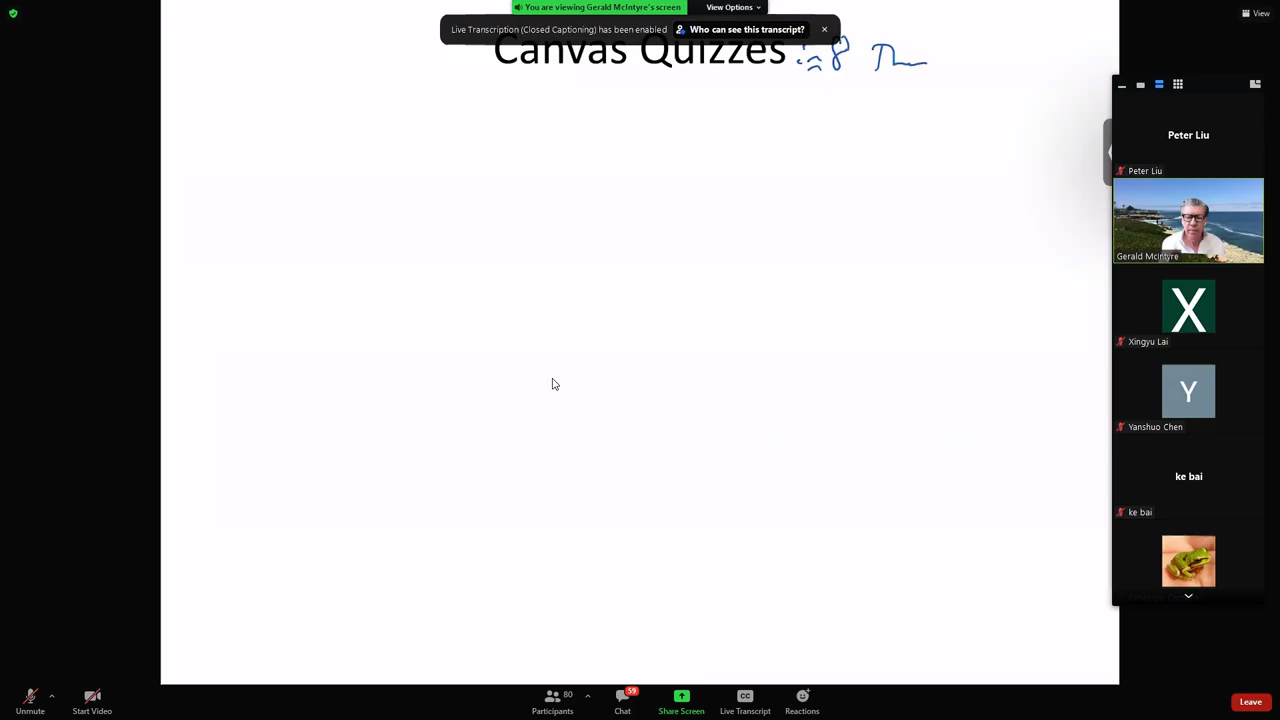 You are viewing Gerald McIntyre's screen
View Options
View
Live Transcription (Closed Captioning) has been enabled
Who can see this transcript?
Canvas Quizzes
Peter Liu
Peter Liu
Gerald McIntyre
X
Xingyu Lai
Y
Yanshuo Chen
ke bai
ke bai
Unmute
Start Video
80
Participants
59
Chat
Share Screen
CC
Live Transcript
Reactions
Leave